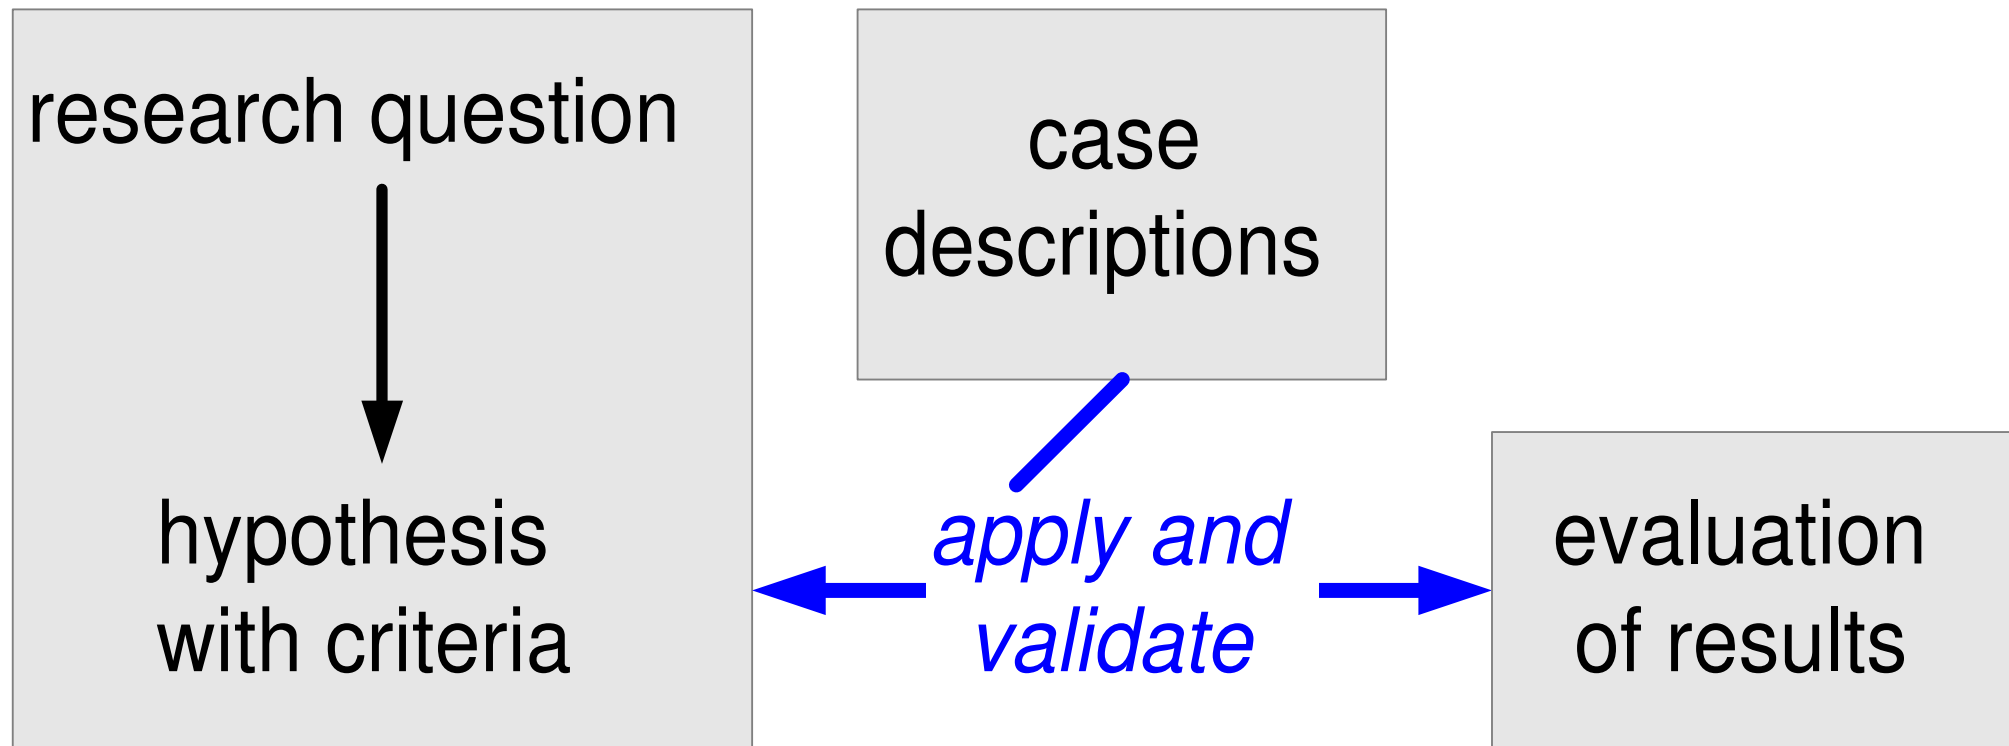 research question
hypothesis
with criteria
case
descriptions
apply and
validate
evaluation
of results